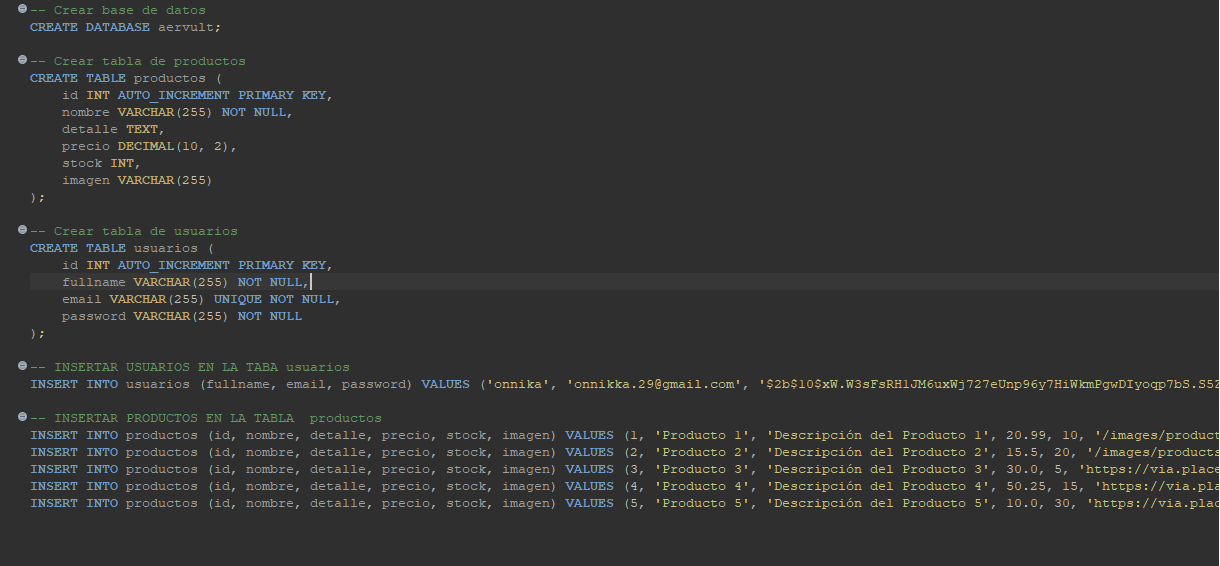 -- Crear base de datos
CREATE DATABASE aervult;
-- Crear tabla de productos
CREATE TABLE productos (
id INT AUTO_INCREMENT PRIMARY KEY,
nombre VARCHAR(255) NOT NULL,
detalle TEXT,
precio DECIMAL(10, 2),
stock INT,
imagen VARCHAR(255)
);
-- Crear tabla de usuarios
CREATE TABLE usuarios (
id INT AUTO_INCREMENT PRIMARY KEY,
fullname VARCHAR(255) NOT NULL,
email VARCHAR(255) UNIQUE NOT NULL,
password VARCHAR(255) NOT NULL
);
-- INSERTAR USUARIOS EN LA TABA usuarios
INSERT INTO usuarios (fullname, email, password) VALUES ('onnika', 'onnikka.29@gmail.com', '$2b$10$xW.W3sFsRH1JM6uxWj727eUnp96y7HiWkmPgwDIyoqp7bS.S5Z
-- INSERTAR PRODUCTOS EN LA TABLA  productos
INSERT INTO productos (id, nombre, detalle, precio, stock, imagen) VALUES (1, 'Producto 1', 'Descripción del Producto 1', 20.99, 10, '/images/product
INSERT INTO productos (id, nombre, detalle, precio, stock, imagen) VALUES (2, 'Producto 2', 'Descripción del Producto 2', 15.5, 20, '/images/products
INSERT INTO productos (id, nombre, detalle, precio, stock, imagen) VALUES (3, 'Producto 3', 'Descripción del Producto 3', 30.0, 5, 'https://via.place
INSERT INTO productos (id, nombre, detalle, precio, stock, imagen) VALUES (4, 'Producto 4', 'Descripción del Producto 4', 50.25, 15, 'https://via.pla
INSERT INTO productos (id, nombre, detalle, precio, stock, imagen) VALUES (5, 'Producto 5', 'Descripción del Producto 5', 10.0, 30, 'https://via.plac